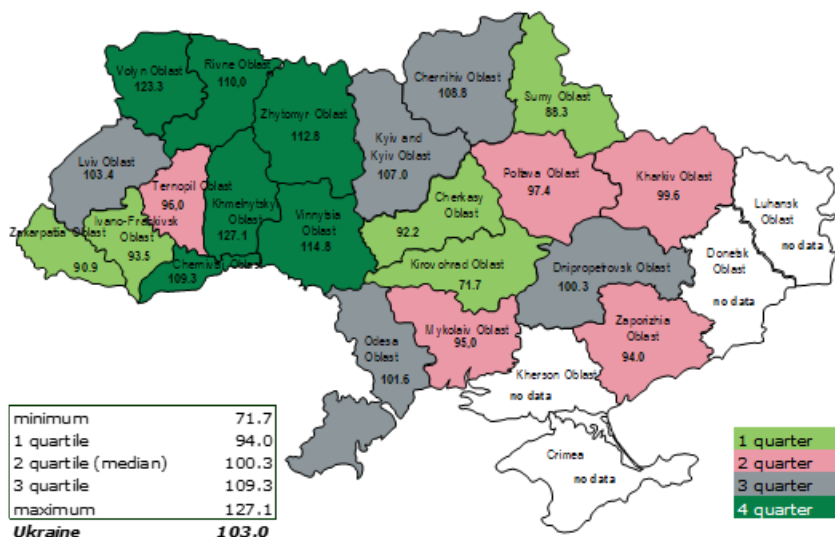 Volyn Oblast
123.3
Rivne Oblast
110,0
Zhytomyr Oblast
112.8
Chernihiv Oblast
108.8
Sumy Oblast
88.3
Kyiv and
Kyiv Oblast
107.0
Lviv Oblast
103.4
Ternopil Oblast
96,0
Khmelnytskyi
Oblast
127.1
Vinnytsia
Oblast
114.8
Cherkasy
Oblast
92.2
Poltava Oblast
97.4
Kharkiv Oblast
99.6
Luhansk
Oblast
no data
Zakarpattia Oblast
90.9
Ivano-Frankivsk
Oblast
93.5
Chernivtsi Oblast
109.3
Kirovohrad Oblast
71.7
Dnipropetrovsk Oblast
100.3
Donetsk
Oblast
no data
Odesa
Oblast
101.6
Mykolaiv Oblast
95,0
Zaporizhia
Oblast
94.0
Kherson Oblast
no data
Crimea
no data
minimum 71.7
1 quartile 94.0
2 quartile (median) 100.3
3 quartile 109.3
maximum 127.1
Ukraine 103.0
1 quarter
2 quarter
3 quarter
4 quarter